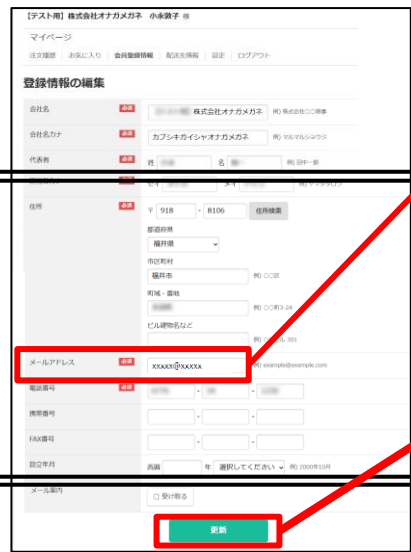 【テスト用】株式会社オナガメガネ 小永敦子 様
マイページ
注文履歴 お気に入り 会員登録情報 配送先情報 設定 ログアウト
登録情報の編集
会社名 必須 株式会社オナガメガネ 例) 株式会社〇〇商事
会社名カナ 必須 カブシキガイシャオナガメガネ 例) マルマルショウジ
代表者 必須 姓 名 例) 田中一郎
セイ メイ 例) ヤマダタロウ
住所 必須 〒 918 - 8106 住所検索
都道府県
福井県
市区町村
福井市 例) 〇〇区
町域・番地
例) 〇〇町3-24
ビル建物名など
301
メールアドレス 必須 xxxxx@xxxxx 例) example@example.com
電話番号 必須 - -
携帯番号 - -
FAX番号 - -
設立年月 西暦 年 選択してください 例) 2000年10月
メール案内 受け取る
更新